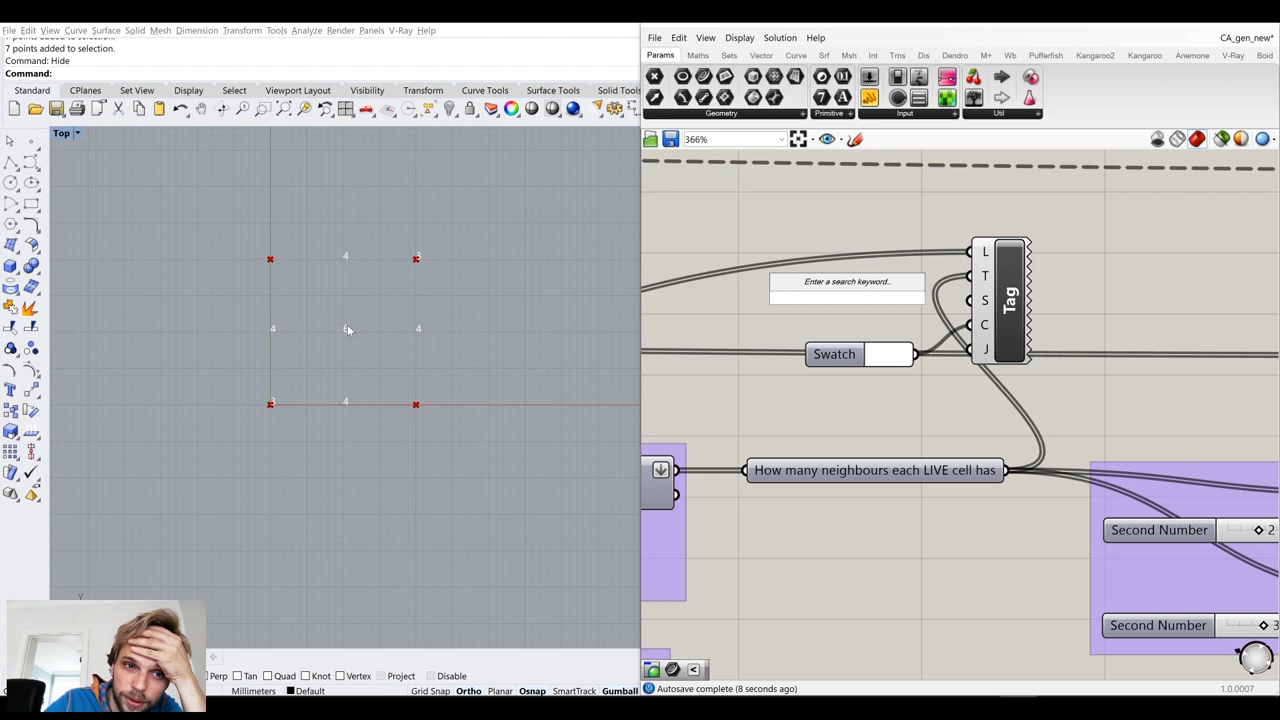 File Edit View Curve Surface Solid Mesh Dimension Transform Tools Analyze Render Panels V-Ray Help
7 points added to selection.
Command: Hide
Command:
Standard CPlanes Set View Display Select Viewport Layout Visibility Transform Curve Tools Surface Tools Solid Tools
Top
4
3
4
4
3
4
y
Perp Tan Quad Knot Vertex Project Disable
Millimeters Default Grid Snap Ortho Planar Osnap SmartTrack Gumball
File Edit View Display Solution Help CA_gen_new*
Params Maths Sets Vector Curve Srf Msh Int Trns Dis Dendro M+ Wb Pufferfish Kangaroo2 Kangaroo Anemone V-Ray Boid
Geometry Primitive Input Util
366%
Enter a search keyword..
L
T
S
C
J
Tag
Swatch
How many neighbours each LIVE cell has
Second Number 2
Second Number 3
Autosave complete (8 seconds ago) 1.0.0007